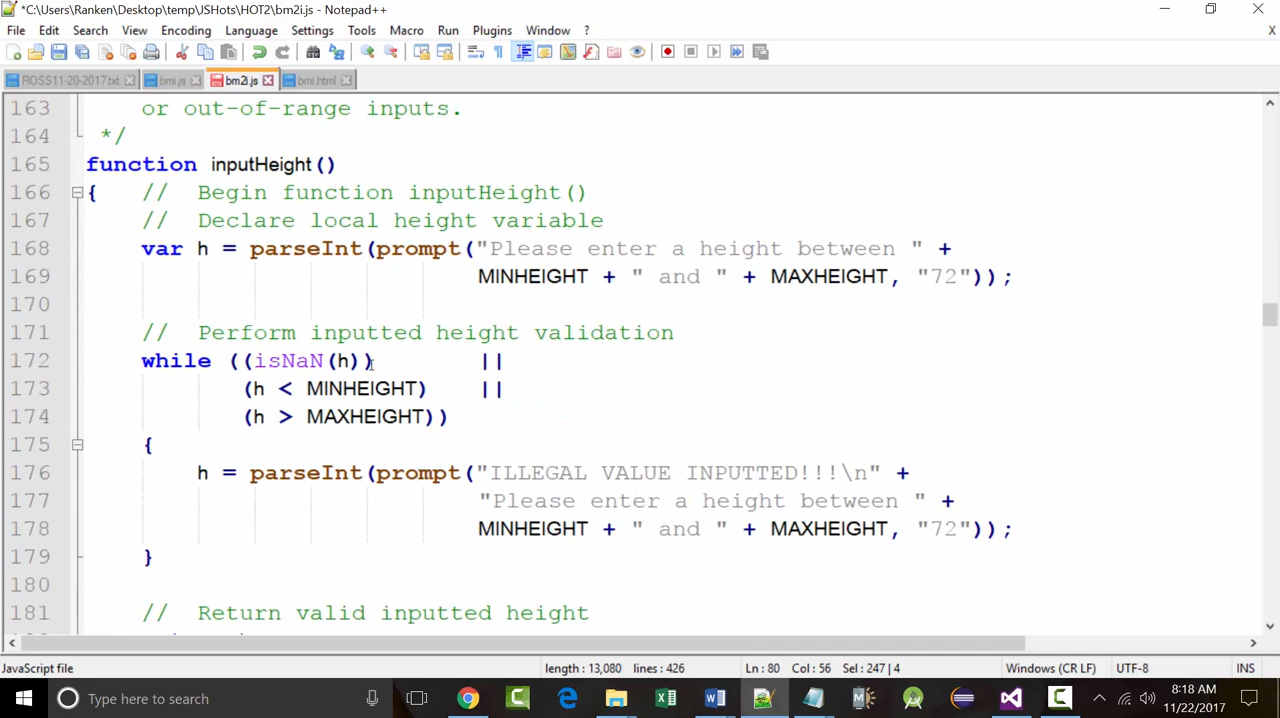 *C:\Users\Ranken\Desktop\temp\JSHots\HOT2\bm2i.js - Notepad++
File Edit Search View Encoding Language Settings Tools Macro Run Plugins Window ? X
ROSS11-20-2017.txt bmi.js bm2i.js bmi.html
163 or out-of-range inputs.
164 */
165 function inputHeight()
166 { // Begin function inputHeight()
167 // Declare local height variable
168 var h = parseInt(prompt("Please enter a height between " +
169 MINHEIGHT + " and " + MAXHEIGHT, "72"));
170
171 // Perform inputted height validation
172 while ((isNaN(h)) ||
173 (h < MINHEIGHT) ||
174 (h > MAXHEIGHT))
175 {
176 h = parseInt(prompt("ILLEGAL VALUE INPUTTED!!!\n" +
177 "Please enter a height between " +
178 MINHEIGHT + " and " + MAXHEIGHT, "72"));
179 }
180
181 // Return valid inputted height
JavaScript file length : 13,080 lines : 426 Ln : 80 Col : 56 Sel : 247 | 4 Windows (CR LF) UTF-8 INS
Type here to search
8:18 AM
11/22/2017